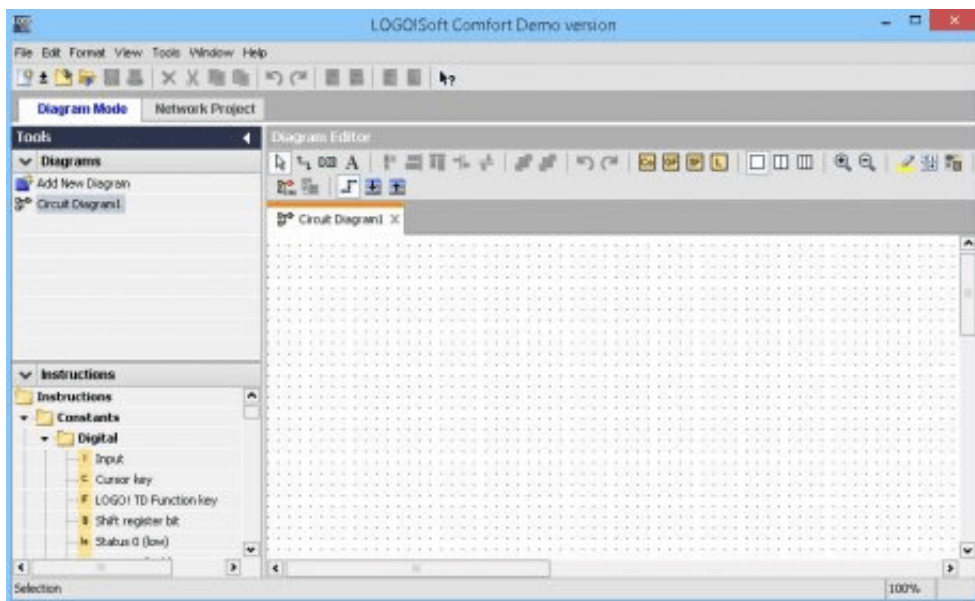 LOGO!Soft Comfort Demo version
File Edit Format View Tools Window Help
Diagram Mode Network Project
Tools
Diagram Editor
Diagrams
Add New Diagram
Circuit Diagram1
Circuit Diagram1
Instructions
Instructions
Constants
Digital
I Input
C Cursor key
F LOGO! TD Function key
S Shift register bit
lo Status 0 (low)
Selection
100%